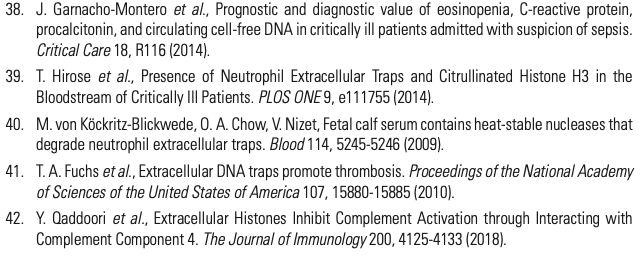 38. J. Garnacho-Montero et al., Prognostic and diagnostic value of eosinopenia, C-reactive protein,
procalcitonin, and circulating cell-free DNA in critically ill patients admitted with suspicion of sepsis.
Critical Care 18, R116 (2014).
39. T. Hirose et al., Presence of Neutrophil Extracellular Traps and Citrullinated Histone H3 in the
Bloodstream of Critically Ill Patients. PLOS ONE 9, e111755 (2014).
40. M. von Köckritz-Blickwede, O. A. Chow, V. Nizet, Fetal calf serum contains heat-stable nucleases that
degrade neutrophil extracellular traps. Blood 114, 5245-5246 (2009).
41. T. A. Fuchs et al., Extracellular DNA traps promote thrombosis. Proceedings of the National Academy
of Sciences of the United States of America 107, 15880-15885 (2010).
42. Y. Qaddoori et al., Extracellular Histones Inhibit Complement Activation through Interacting with
Complement Component 4. The Journal of Immunology 200, 4125-4133 (2018).